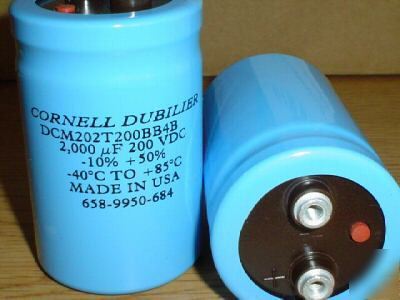 CORNELL DUBILIER
DCM202T200BB4B
2,000 µF 200 VDC
-10% +50%
-40°C TO +85°C
MADE IN USA
658-9950-684